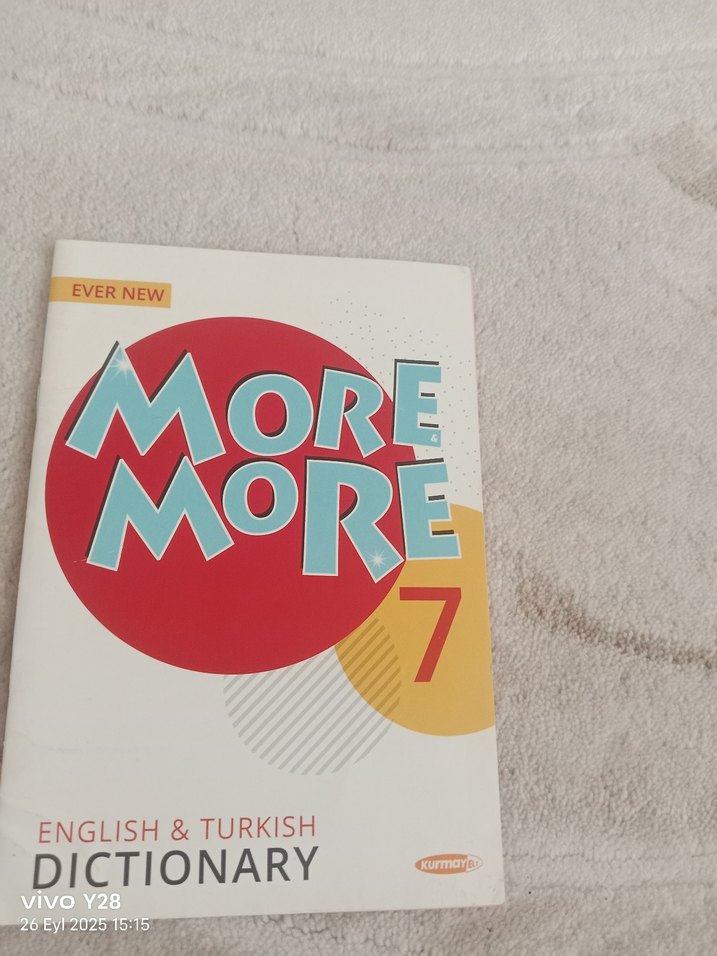 EVER NEW
MORE
&
MORE
7
ENGLISH & TURKISH
DICTIONARY
Kurmay ELT
vivo Y28
26 Eyl 2025 15:15